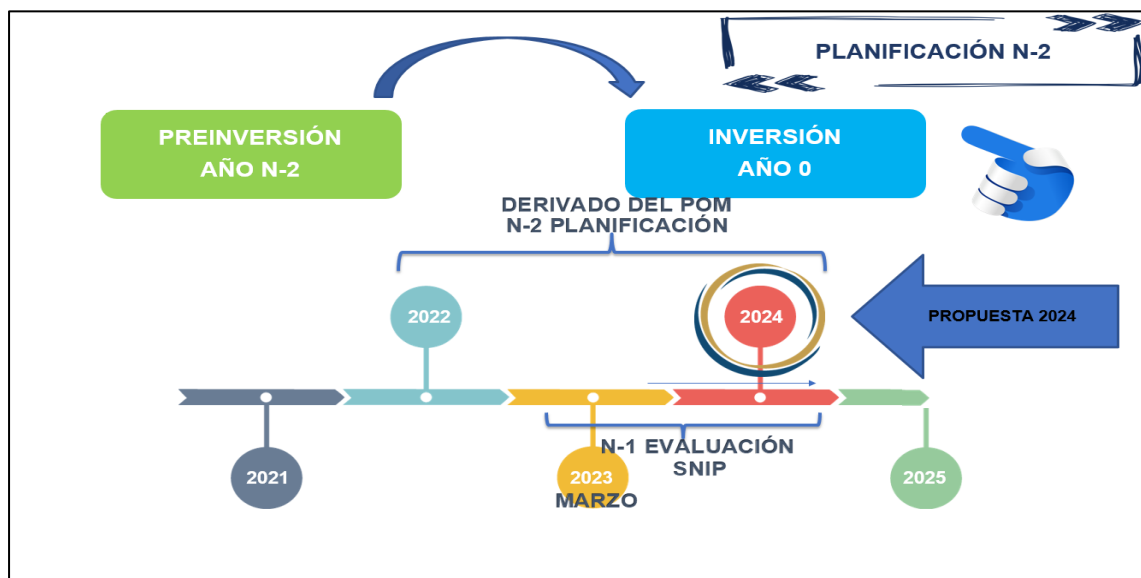 PLANIFICACIÓN N-2
PREINVERSIÓN
AÑO N-2
INVERSIÓN
AÑO 0
DERIVADO DEL POM
N-2 PLANIFICACIÓN
2022
2024
PROPUESTA 2024
N-1 EVALUACIÓN
SNIP
2021
2023
2025
MARZO